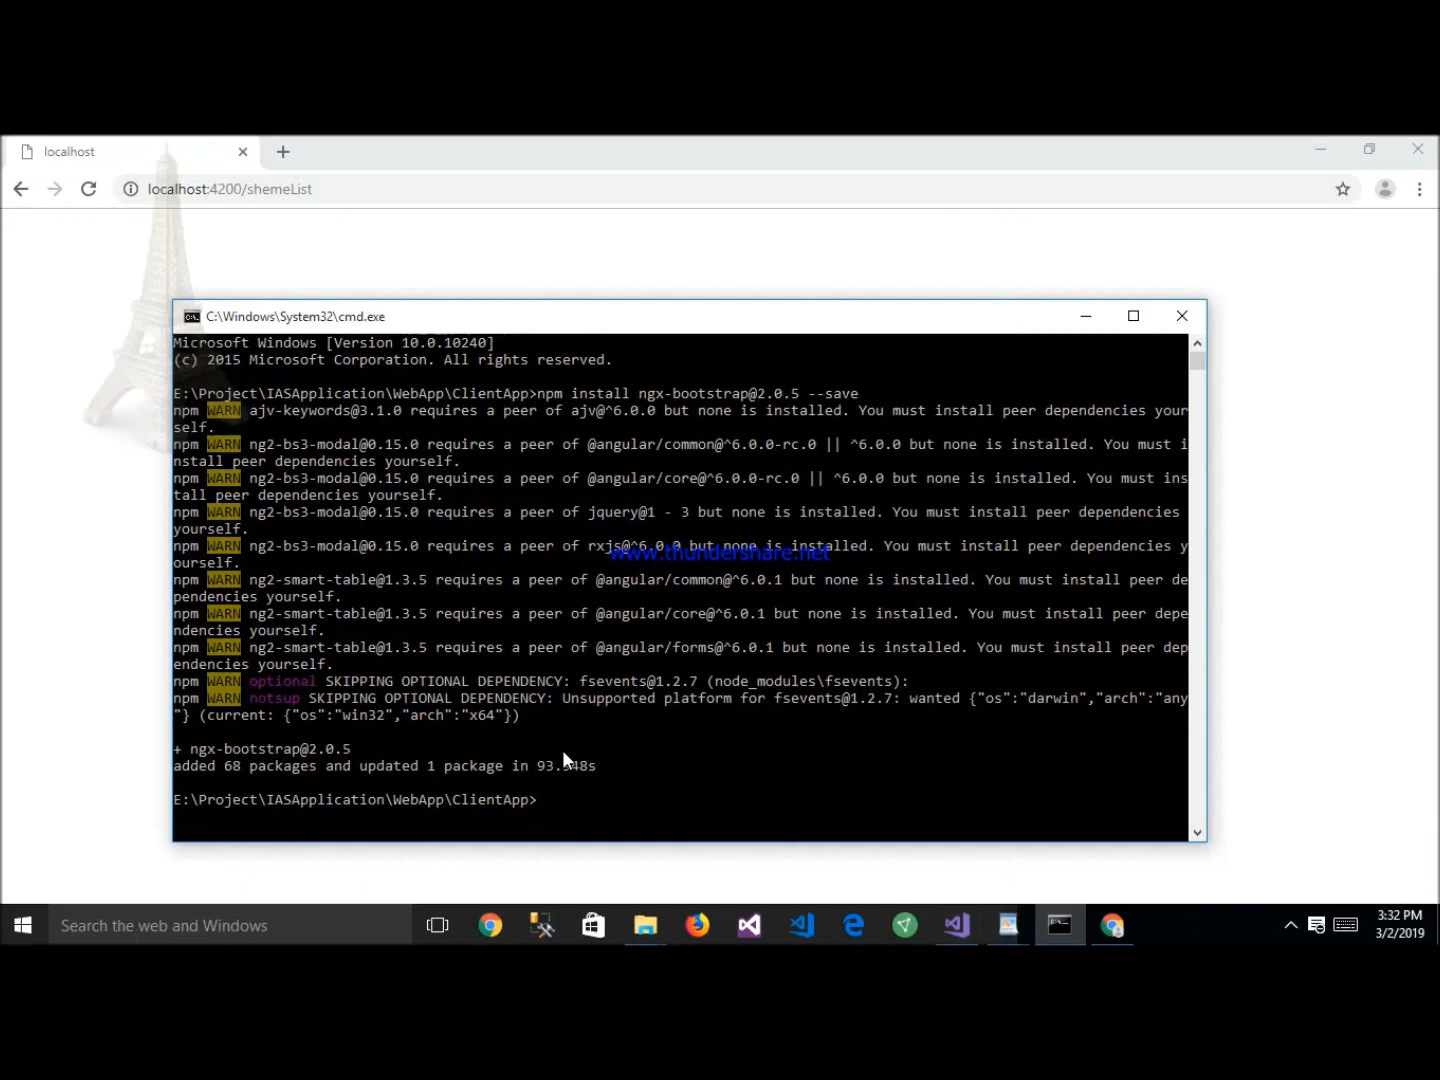 localhost
localhost:4200/shemeList
C:\Windows\System32\cmd.exe
Microsoft Windows [Version 10.0.10240]
(c) 2015 Microsoft Corporation. All rights reserved.
E:\Project\IASApplication\WebApp\ClientApp>npm install ngx-bootstrap@2.0.5 --save
npm WARN ajv-keywords@3.1.0 requires a peer of ajv@^6.0.0 but none is installed. You must install peer dependencies your
self.
npm WARN ng2-bs3-modal@0.15.0 requires a peer of @angular/common@^6.0.0-rc.0 || ^6.0.0 but none is installed. You must i
nstall peer dependencies yourself.
npm WARN ng2-bs3-modal@0.15.0 requires a peer of @angular/core@^6.0.0-rc.0 || ^6.0.0 but none is installed. You must ins
tall peer dependencies yourself.
npm WARN ng2-bs3-modal@0.15.0 requires a peer of jquery@1 - 3 but none is installed. You must install peer dependencies
yourself.
npm WARN ng2-bs3-modal@0.15.0 requires a peer of rxjs@^6.0.0 but none is installed. You must install peer dependencies y
www.thundershare.net
ourself.
npm WARN ng2-smart-table@1.3.5 requires a peer of @angular/common@^6.0.1 but none is installed. You must install peer de
pendencies yourself.
npm WARN ng2-smart-table@1.3.5 requires a peer of @angular/core@^6.0.1 but none is installed. You must install peer depe
ndencies yourself.
npm WARN ng2-smart-table@1.3.5 requires a peer of @angular/forms@^6.0.1 but none is installed. You must install peer dep
endencies yourself.
npm WARN optional SKIPPING OPTIONAL DEPENDENCY: fsevents@1.2.7 (node_modules\fsevents):
npm WARN notsup SKIPPING OPTIONAL DEPENDENCY: Unsupported platform for fsevents@1.2.7: wanted {"os":"darwin","arch":"any
"} (current: {"os":"win32","arch":"x64"})
+ ngx-bootstrap@2.0.5
added 68 packages and updated 1 package in
E:\Project\IASApplication\WebApp\ClientApp>
Search the web and Windows
3:32 PM
3/2/2019